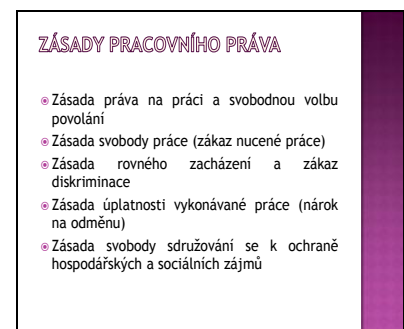 ZÁSADY PRACOVNÍHO PRÁVA
Zásada práva na práci a svobodnou volbu
povolání
Zásada svobody práce (zákaz nucené práce)
Zásada rovného zacházení a zákaz
diskriminace
Zásada úplatnosti vykonávané práce (nárok
na odměnu)
Zásada svobody sdružování se k ochraně
hospodářských a sociálních zájmů